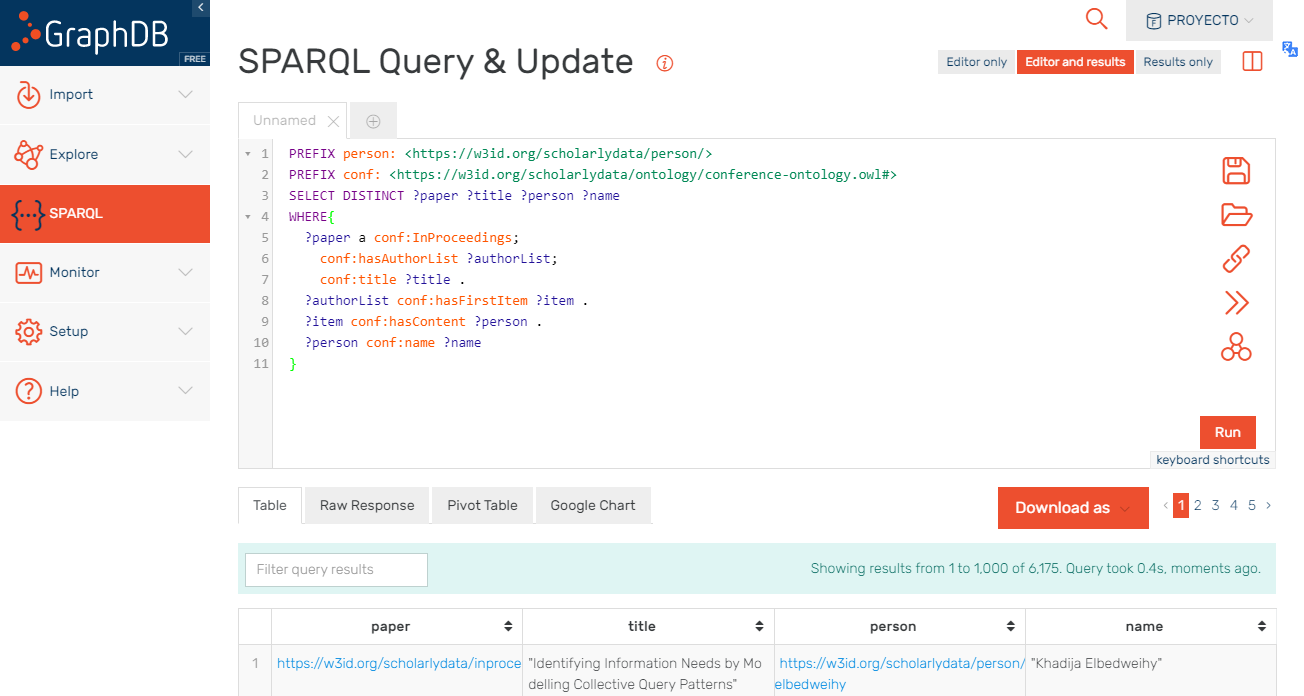 GraphDB
FREE
PROYECTO
SPARQL Query & Update
Editor only
Editor and results
Results only
Import
Explore
SPARQL
Monitor
Setup
Help
Unnamed
1 PREFIX person: <https://w3id.org/scholarlydata/person/>
2 PREFIX conf: <https://w3id.org/scholarlydata/ontology/conference-ontology.owl#>
3 SELECT DISTINCT ?paper ?title ?person ?name
4 WHERE{
5 ?paper a conf:InProceedings;
6 conf:hasAuthorList ?authorList;
7 conf:title ?title .
8 ?authorList conf:hasFirstItem ?item .
9 ?item conf:hasContent ?person .
10 ?person conf:name ?name
11 }
Run
keyboard shortcuts
Table
Raw Response
Pivot Table
Google Chart
Download as
‹ 1 2 3 4 5 ›
Filter query results
Showing results from 1 to 1,000 of 6,175. Query took 0.4s, moments ago.
paper title person name
1 https://w3id.org/scholarlydata/inproce "Identifying Information Needs by Mo https://w3id.org/scholarlydata/person/ "Khadija Elbedweihy"
delling Collective Query Patterns" elbedweihy